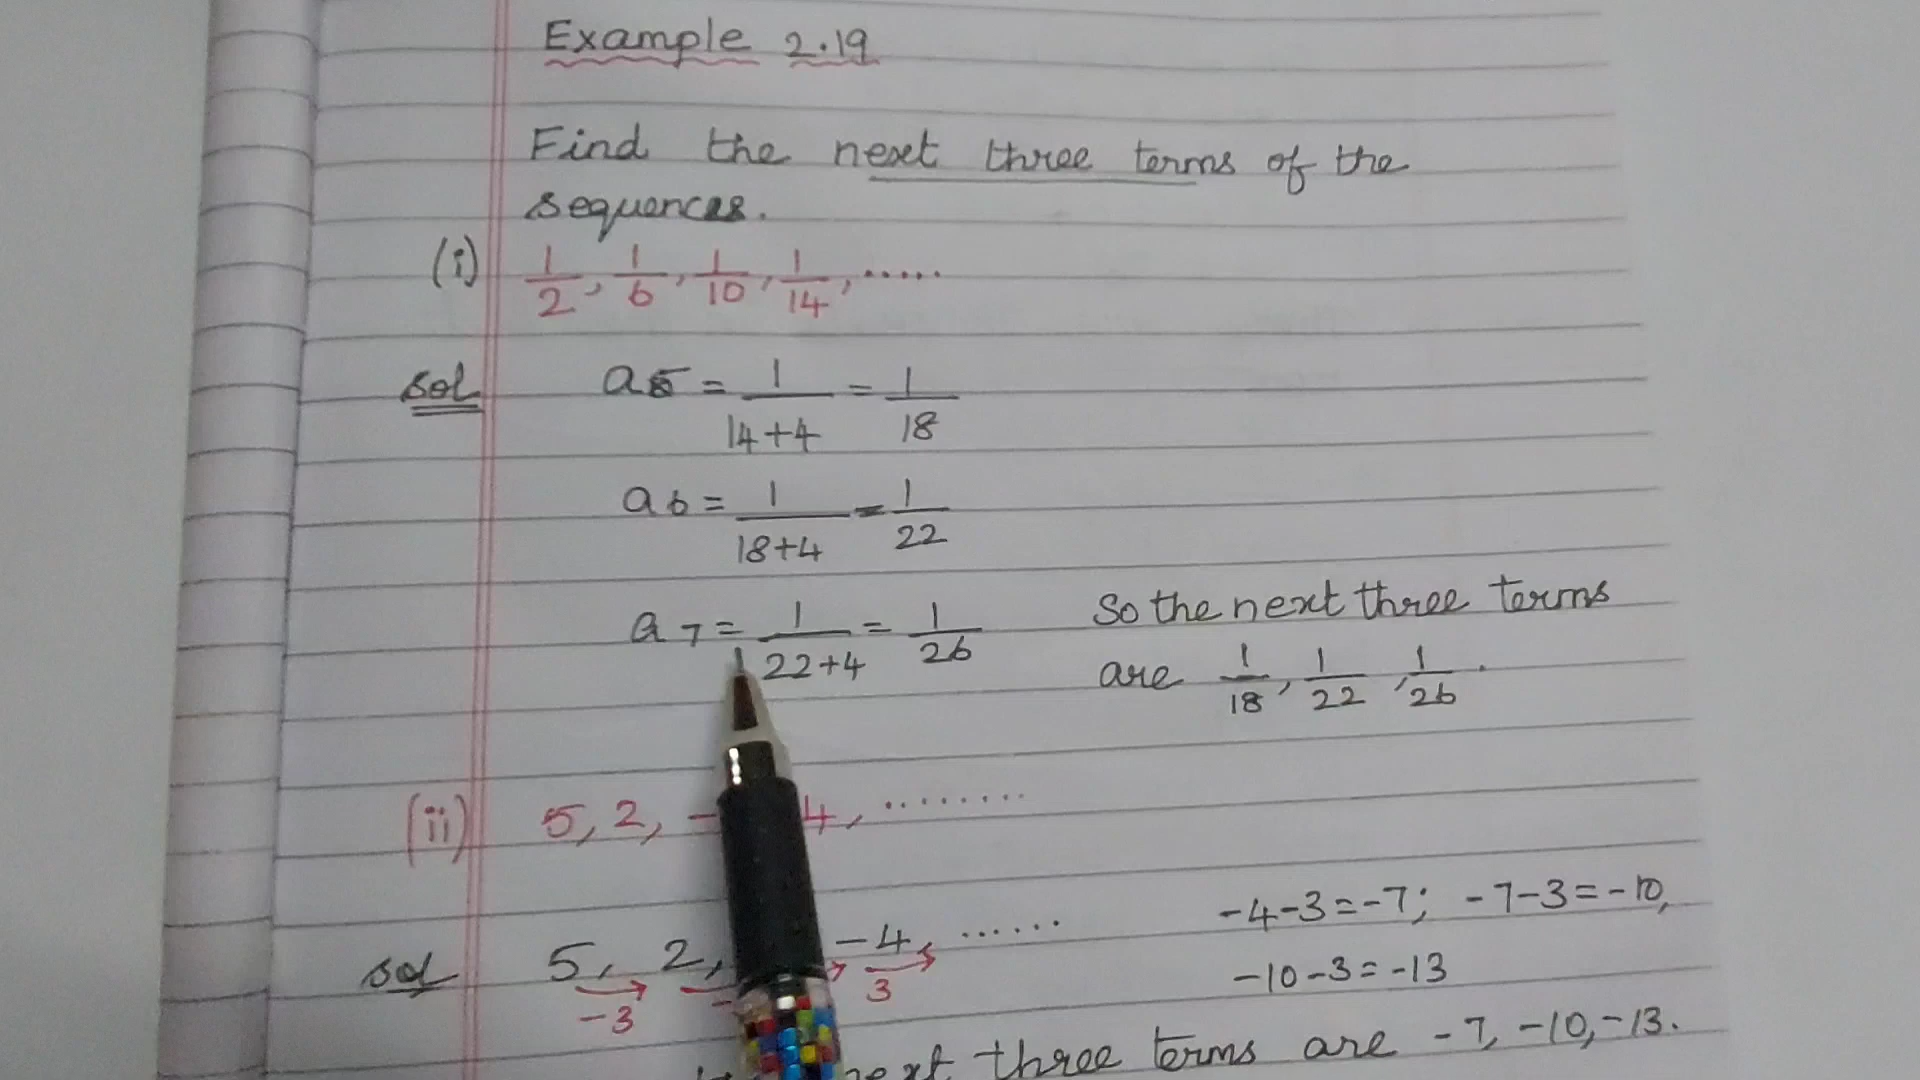 Example 2.19
Find the next three terms of the
sequences.
(i) 1/2, 1/6, 1/10, 1/14, .....
Sol a5 = 1/14+4 = 1/18
a6 = 1/18+4 = 1/22
a7 = 1/22+4 = 1/26
So the next three terms
are 1/18, 1/22, 1/26.
(ii) 5, 2, - 4, ........
sol 5, 2, -4, ......
-3 - 3
-4-3=-7; -7-3=-10,
-10-3=-13
next three terms are -7, -10, -13.